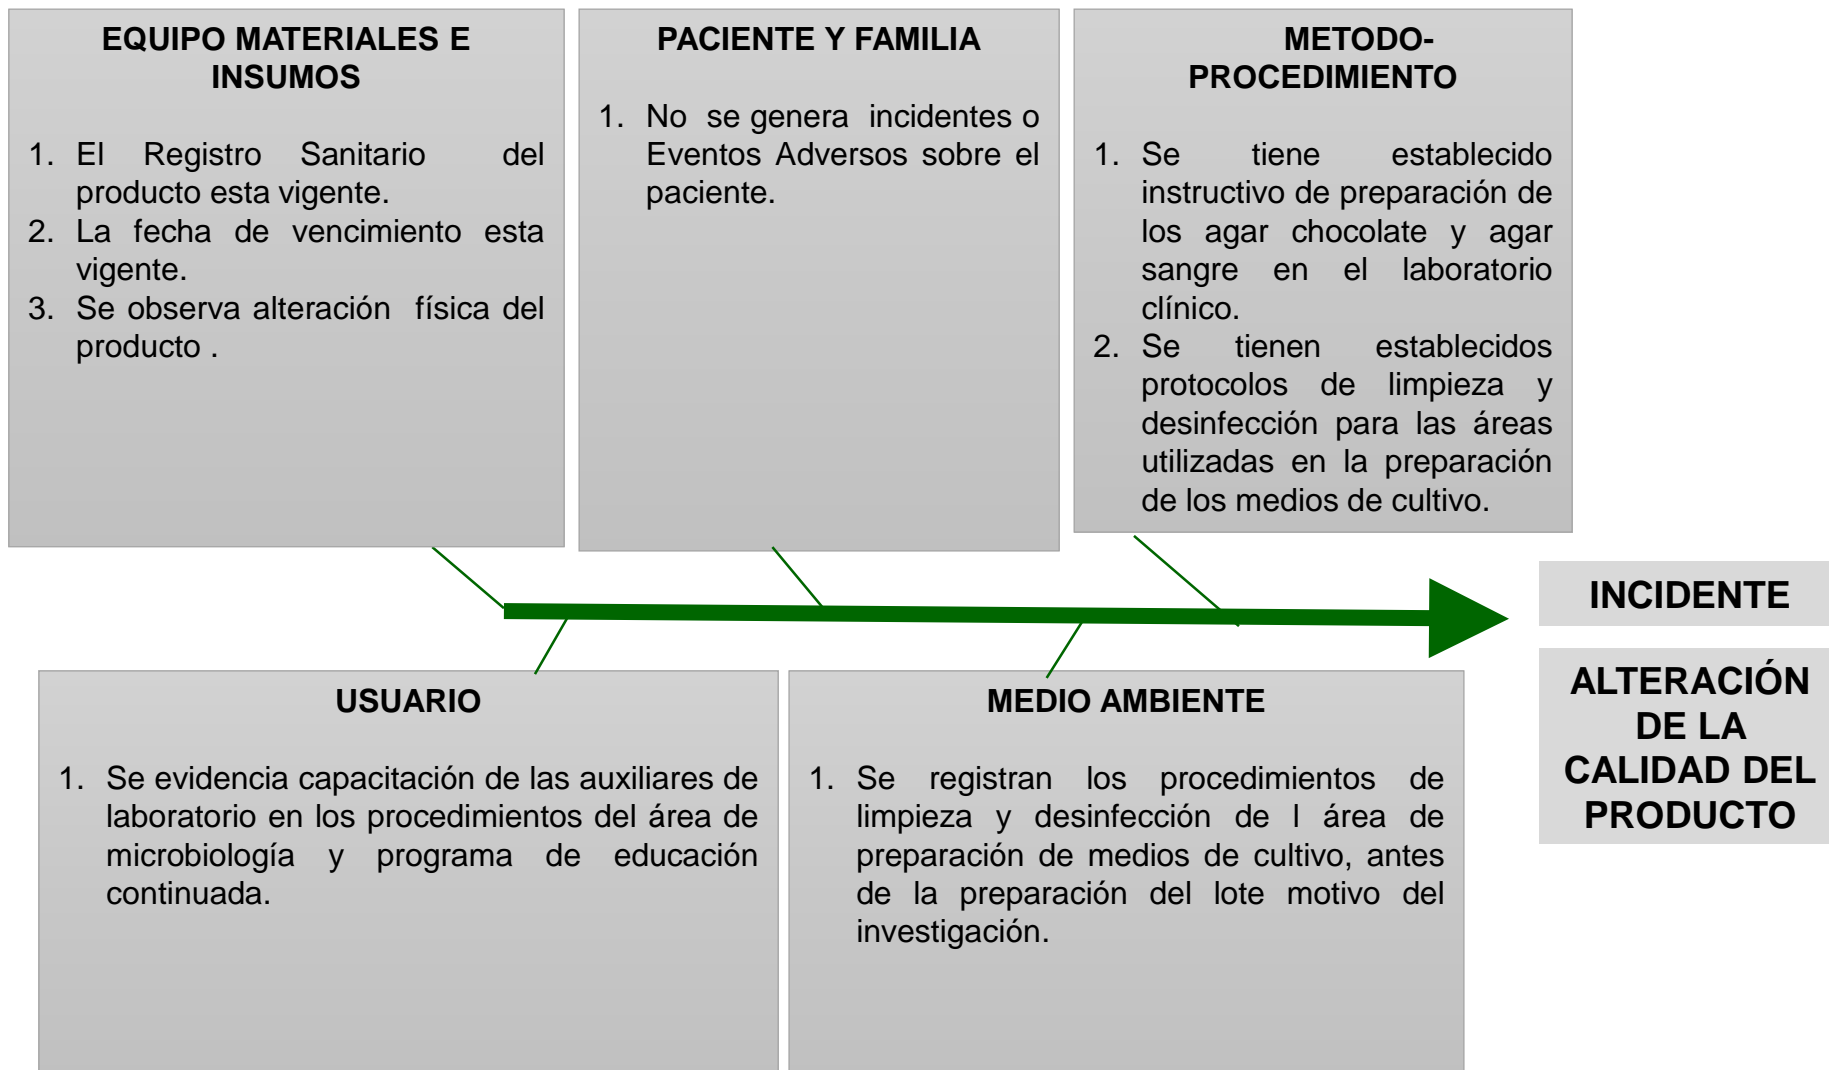 EQUIPO MATERIALES E
INSUMOS
1. El Registro Sanitario del
producto esta vigente.
2. La fecha de vencimiento esta
vigente.
3. Se observa alteración física del
producto .
PACIENTE Y FAMILIA
1. No se genera incidentes o
Eventos Adversos sobre el
paciente.
METODO-
PROCEDIMIENTO
1. Se tiene establecido
instructivo de preparación de
los agar chocolate y agar
sangre en el laboratorio
clínico.
2. Se tienen establecidos
protocolos de limpieza y
desinfección para las áreas
utilizadas en la preparación
de los medios de cultivo.
INCIDENTE
ALTERACIÓN
DE LA
CALIDAD DEL
PRODUCTO
USUARIO
1. Se evidencia capacitación de las auxiliares de
laboratorio en los procedimientos del área de
microbiología y programa de educación
continuada.
MEDIO AMBIENTE
1. Se registran los procedimientos de
limpieza y desinfección de l área de
preparación de medios de cultivo, antes
de la preparación del lote motivo del
investigación.